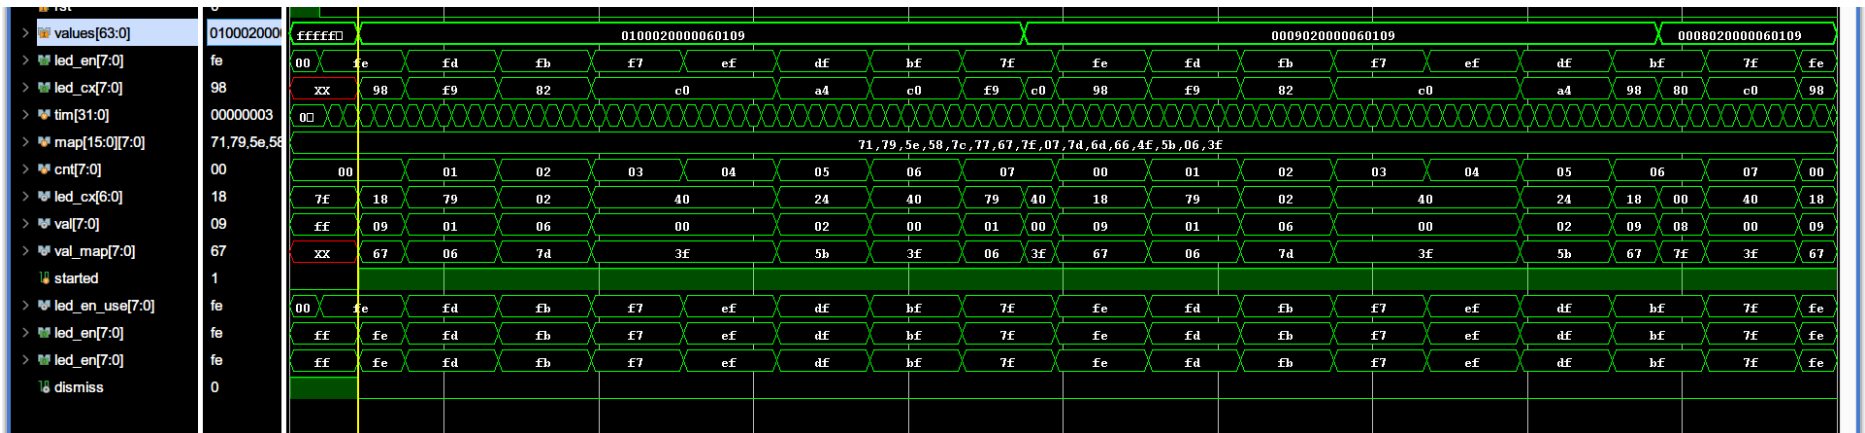 rst 0
values[63:0] 010002000 fffff 0100020000060109 0009020000060109 0008020000060109
led_en[7:0] fe 00 fe fd fb f7 ef df bf 7f fe fd fb f7 ef df bf 7f fe
led_cx[7:0] 98 XX 98 f9 82 c0 a4 c0 f9 c0 98 f9 82 c0 a4 98 80 c0 98
tim[31:0] 00000003 0
map[15:0][7:0] 71,79,5e,58 71,79,5e,58,7c,77,67,7f,07,7d,6d,66,4f,5b,06,3f
cnt[7:0] 00 00 01 02 03 04 05 06 07 00 01 02 03 04 05 06 07 00
led_cx[6:0] 18 7f 18 79 02 40 24 40 79 40 18 79 02 40 24 18 00 40 18
val[7:0] 09 ff 09 01 06 00 02 00 01 00 09 01 06 00 02 09 08 00 09
val_map[7:0] 67 XX 67 06 7d 3f 5b 3f 06 3f 67 06 7d 3f 5b 67 7f 3f 67
started 1
led_en_use[7:0] fe 00 fe fd fb f7 ef df bf 7f fe fd fb f7 ef df bf 7f fe
led_en[7:0] fe ff fe fd fb f7 ef df bf 7f fe fd fb f7 ef df bf 7f fe
led_en[7:0] fe ff fe fd fb f7 ef df bf 7f fe fd fb f7 ef df bf 7f fe
dismiss 0